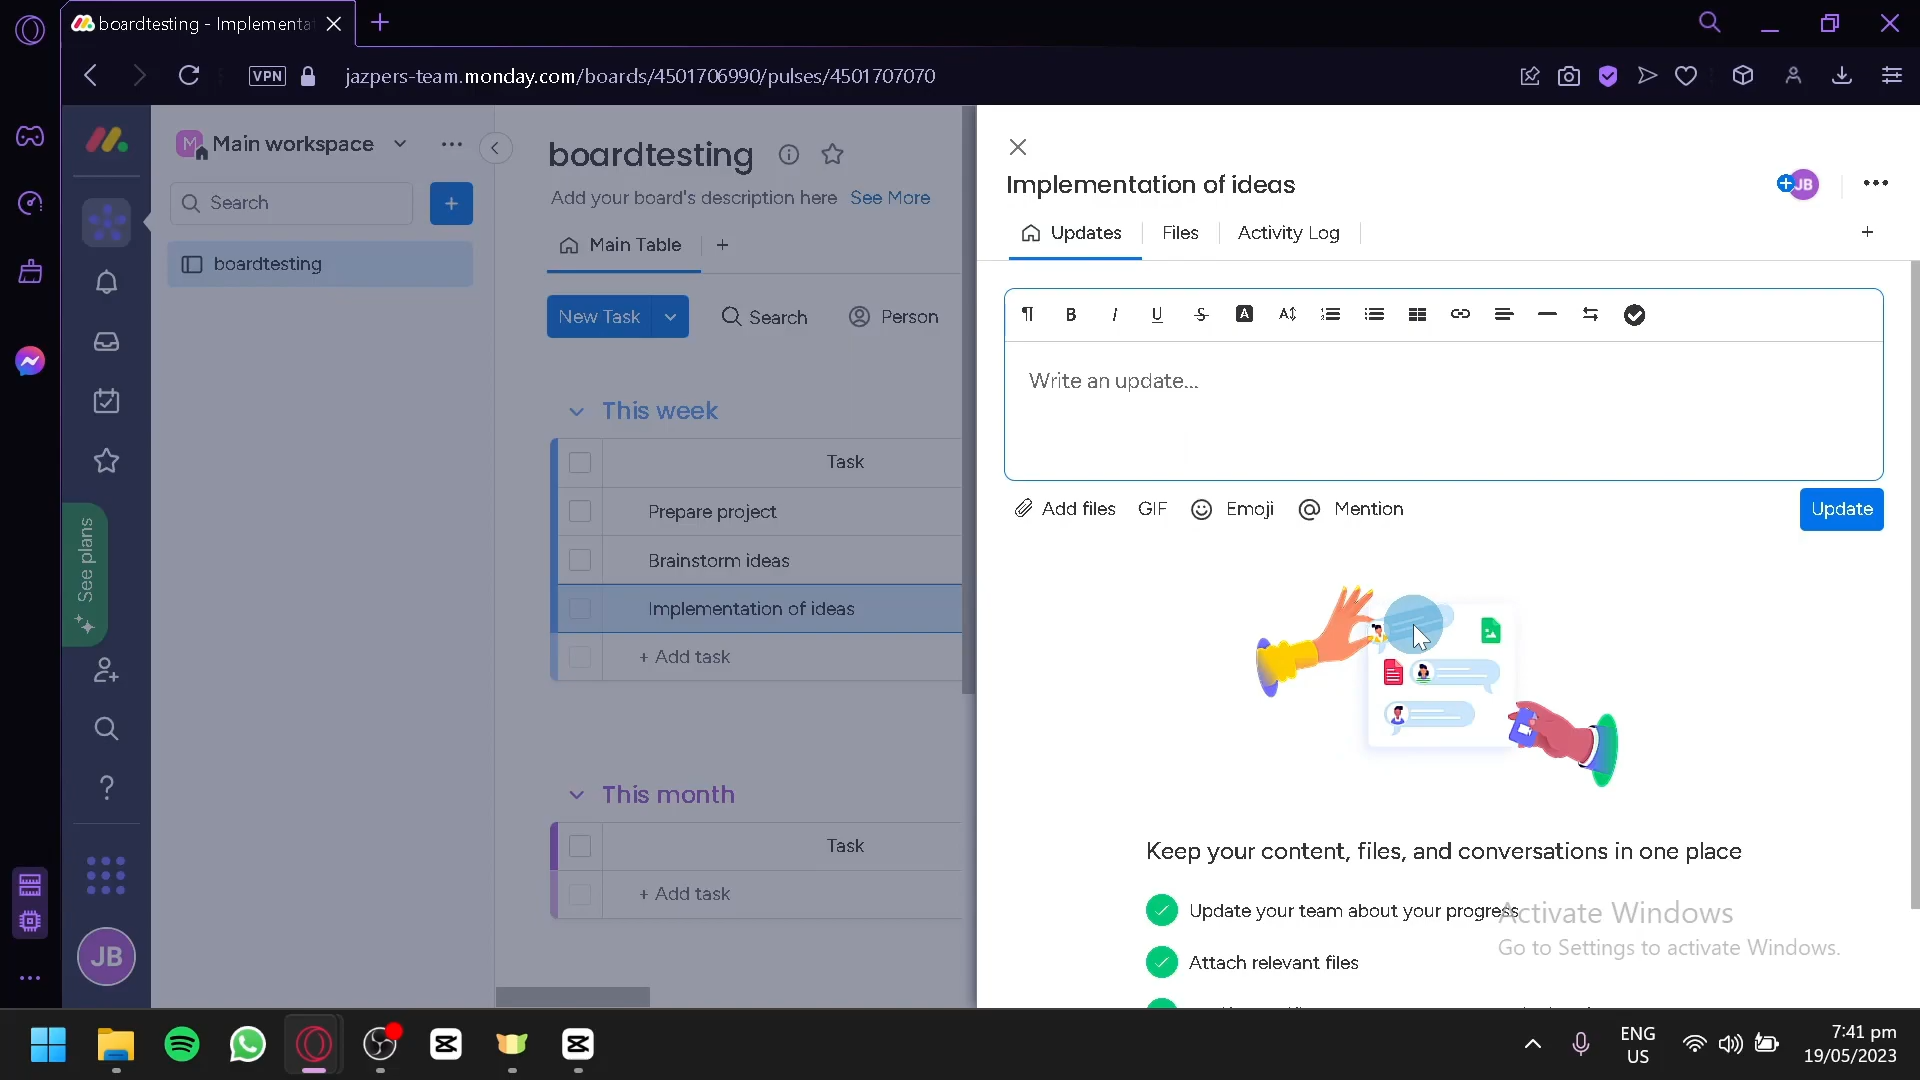 boardtesting - Implementa
VPN
jazpers-team.monday.com/boards/4501706990/pulses/4501707070
M
Main workspace
Search
+
boardtesting
See plans
JB
boardtesting
Add your board's description here See More
Main Table
New Task
Search
Person
This week
Task
Prepare project
Brainstorm ideas
Implementation of ideas
+ Add task
This month
Task
+ Add task
Implementation of ideas
JB
Updates
Files
Activity Log
Write an update...
Add files
GIF
Emoji
Mention
Update
Keep your content, files, and conversations in one place
Update your team about your progress
Attach relevant files
Activate Windows
Go to Settings to activate Windows.
ENG
US
7:41 pm
19/05/2023